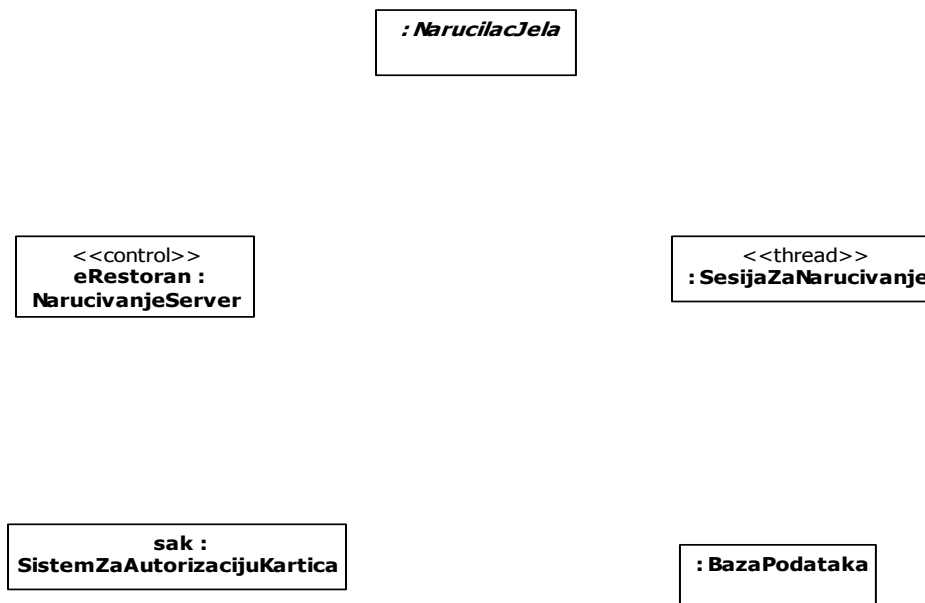 : NarucilacJela
<<control>>
eRestoran :
NarucivanjeServer
<<thread>>
: SesijaZaNarucivanje
sak :
SistemZaAutorizacijuKartica
: BazaPodataka